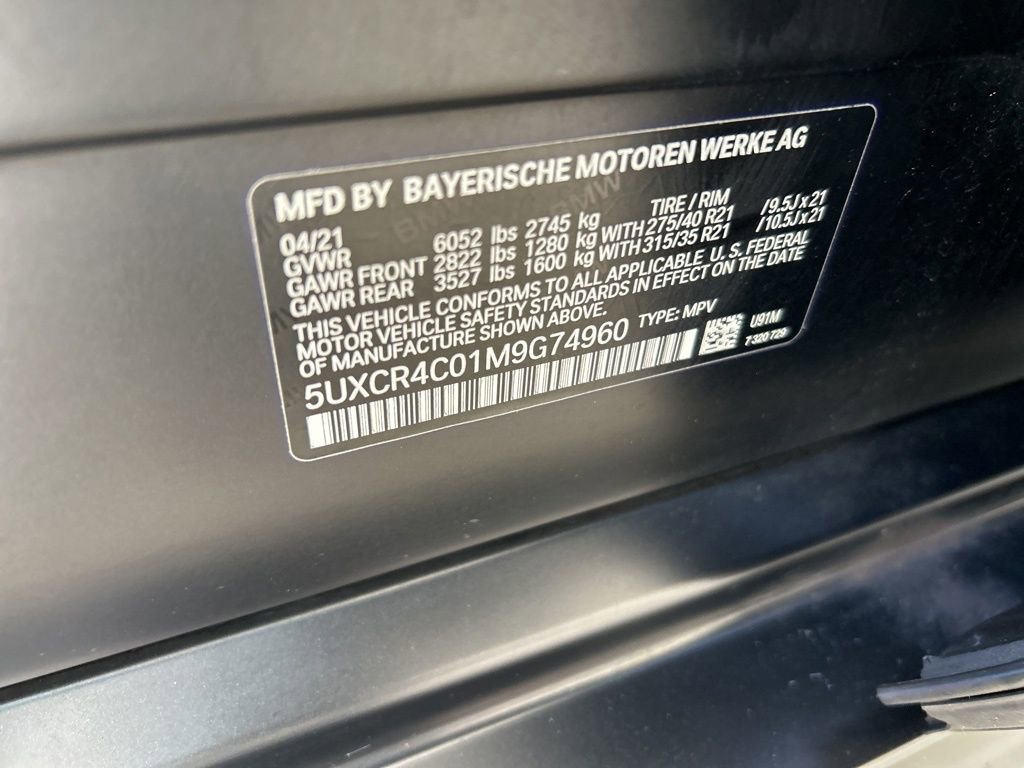 MFD BY BAYERISCHE MOTOREN WERKE AG
04/21 TIRE / RIM
GVWR 6052 lbs 2745 kg
GAWR FRONT 2822 lbs 1280 kg WITH 275/40 R21 /9.5J x 21
GAWR REAR 3527 lbs 1600 kg WITH 315/35 R21 /10.5J x 21
THIS VEHICLE CONFORMS TO ALL APPLICABLE U. S. FEDERAL
MOTOR VEHICLE SAFETY STANDARDS IN EFFECT ON THE DATE
OF MANUFACTURE SHOWN ABOVE.
5UXCR4C01M9G74960 TYPE: MPV
U91M
7 320 729
BMW
BMW